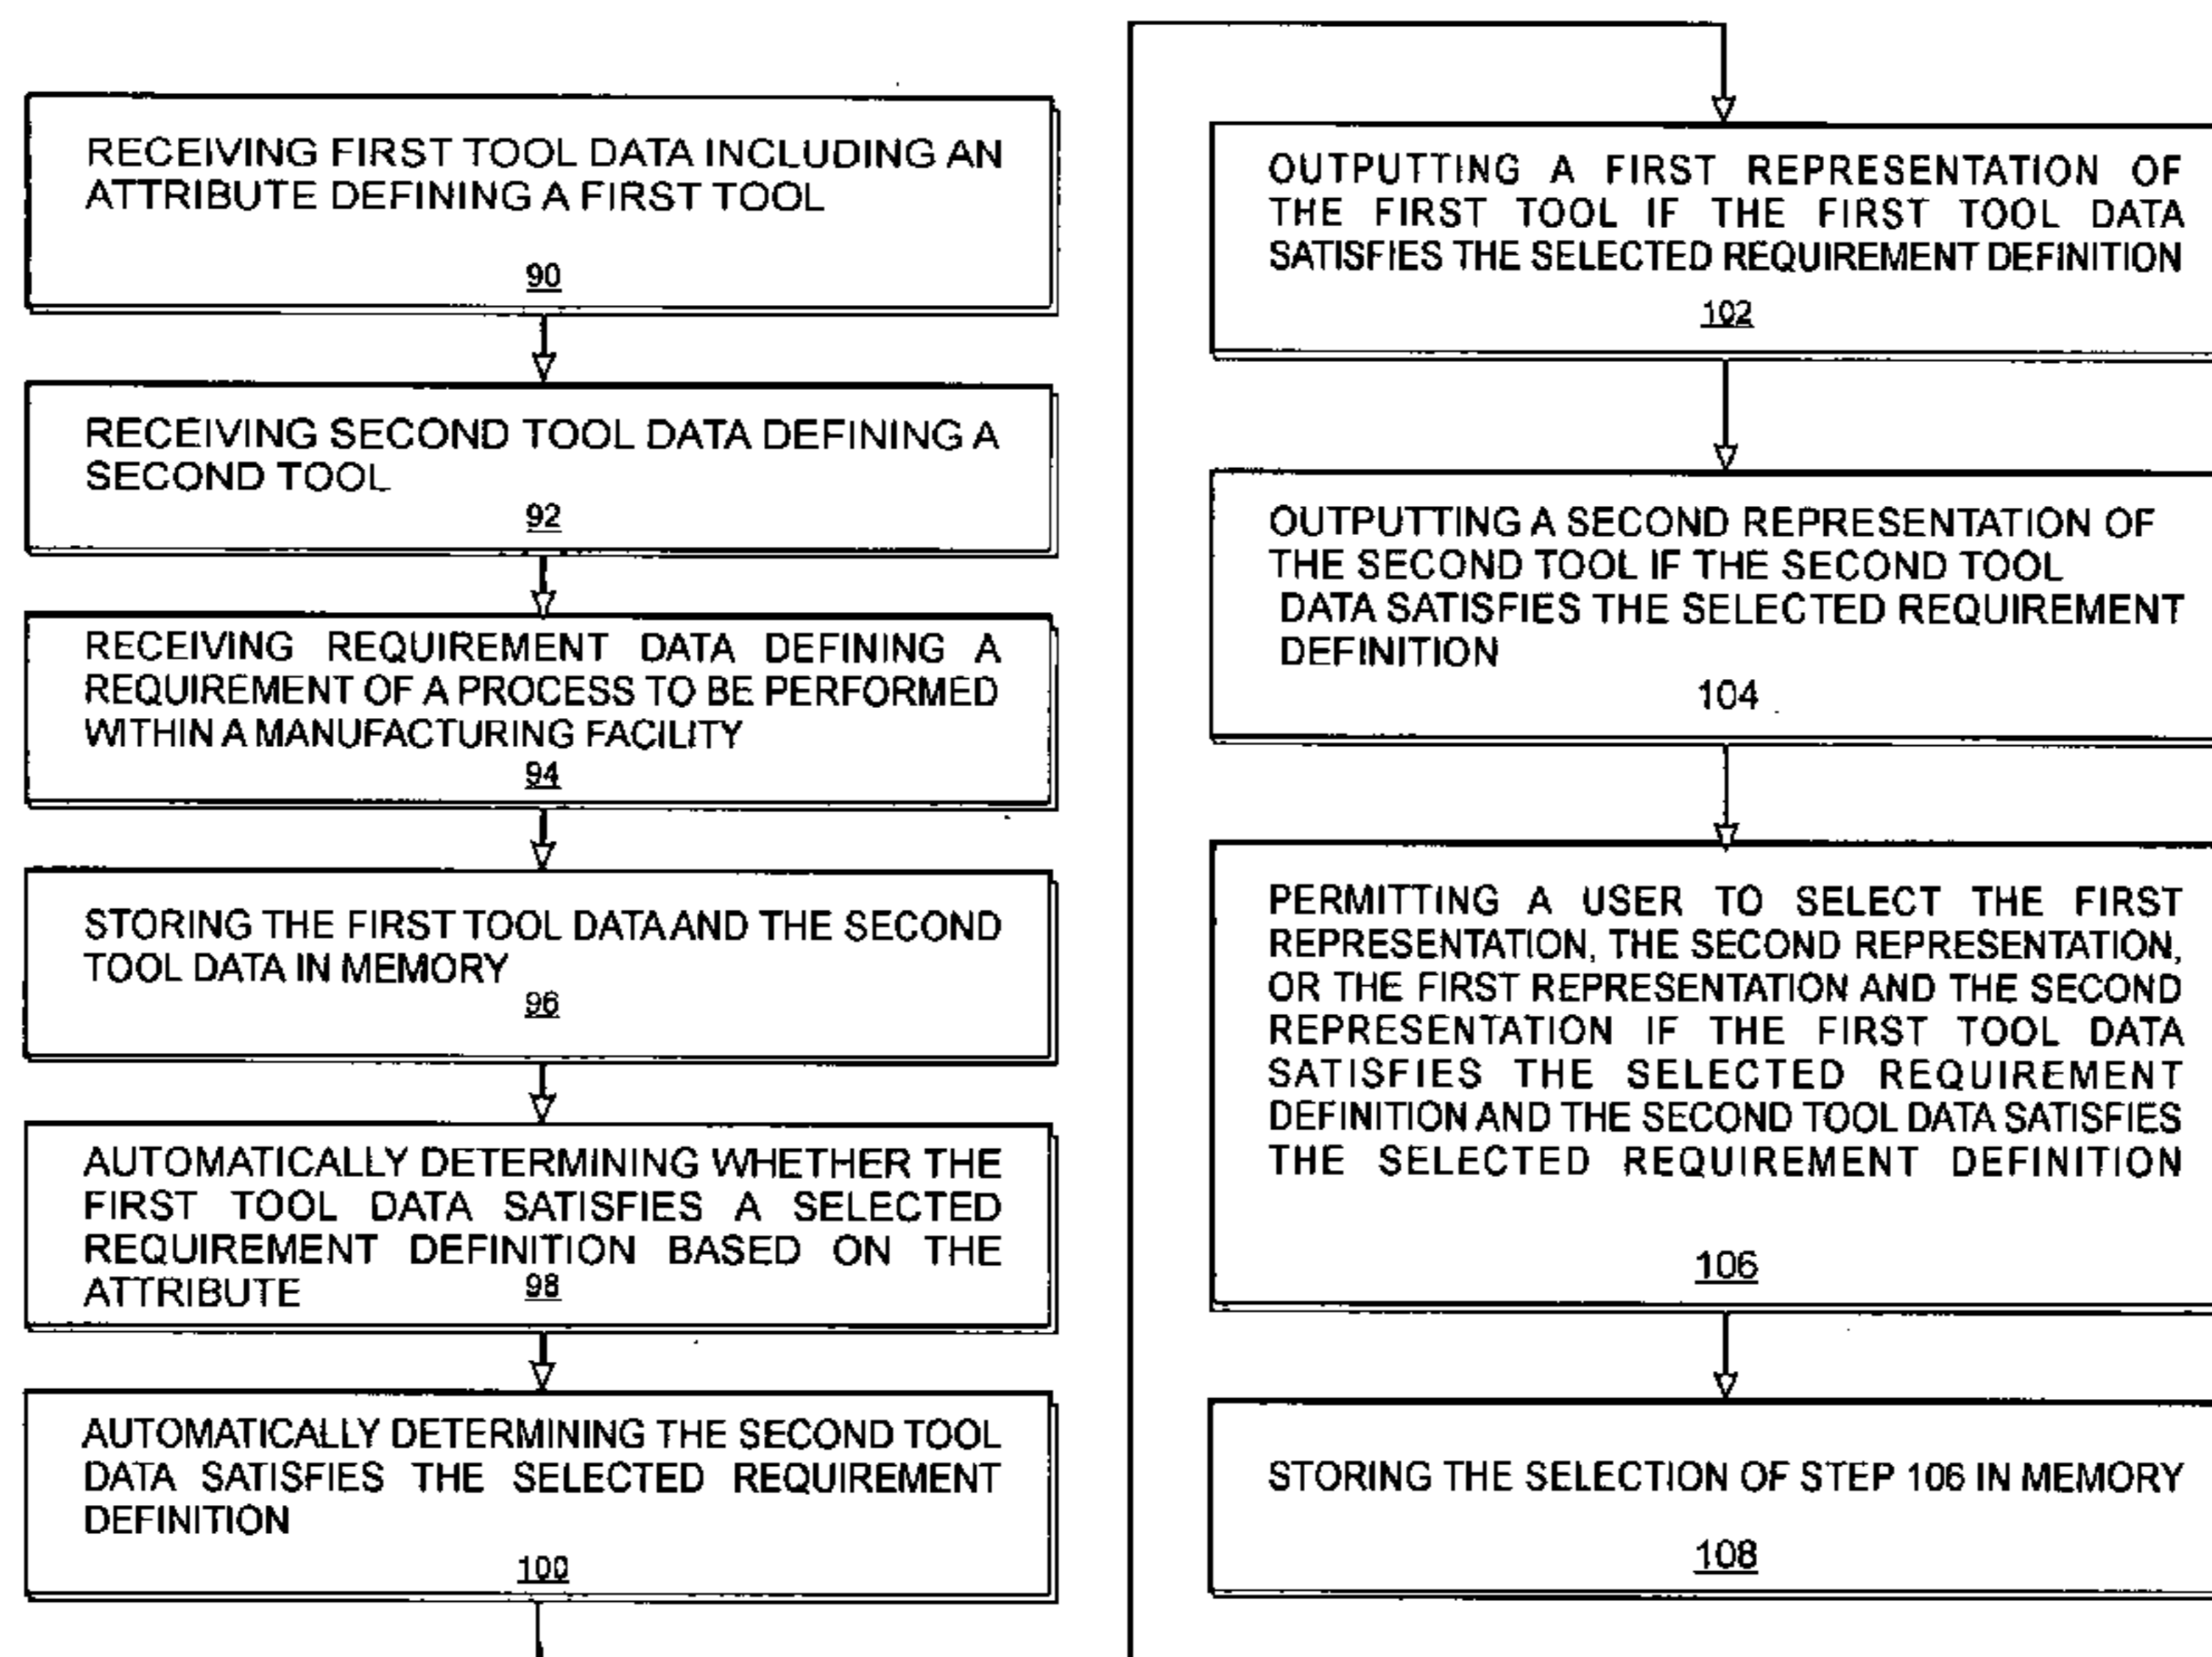 RECEIVING FIRST TOOL DATA INCLUDING AN
ATTRIBUTE DEFINING A FIRST TOOL
90
RECEIVING SECOND TOOL DATA DEFINING A
SECOND TOOL
92
RECEIVING REQUIREMENT DATA DEFINING A
REQUIREMENT OF A PROCESS TO BE PERFORMED
WITHIN A MANUFACTURING FACILITY
94
STORING THE FIRST TOOL DATA AND THE SECOND
TOOL DATA IN MEMORY
96
AUTOMATICALLY DETERMINING WHETHER THE
FIRST TOOL DATA SATISFIES A SELECTED
REQUIREMENT DEFINITION BASED ON THE
ATTRIBUTE
98
AUTOMATICALLY DETERMINING THE SECOND TOOL
DATA SATISFIES THE SELECTED REQUIREMENT
DEFINITION
100
OUTPUTTING A FIRST REPRESENTATION OF
THE FIRST TOOL IF THE FIRST TOOL DATA
SATISFIES THE SELECTED REQUIREMENT DEFINITION
102
OUTPUTTING A SECOND REPRESENTATION OF
THE SECOND TOOL IF THE SECOND TOOL
DATA SATISFIES THE SELECTED REQUIREMENT
DEFINITION
104
PERMITTING A USER TO SELECT THE FIRST
REPRESENTATION, THE SECOND REPRESENTATION,
OR THE FIRST REPRESENTATION AND THE SECOND
REPRESENTATION IF THE FIRST TOOL DATA
SATISFIES THE SELECTED REQUIREMENT
DEFINITION AND THE SECOND TOOL DATA SATISFIES
THE SELECTED REQUIREMENT DEFINITION
106
STORING THE SELECTION OF STEP 106 IN MEMORY
108